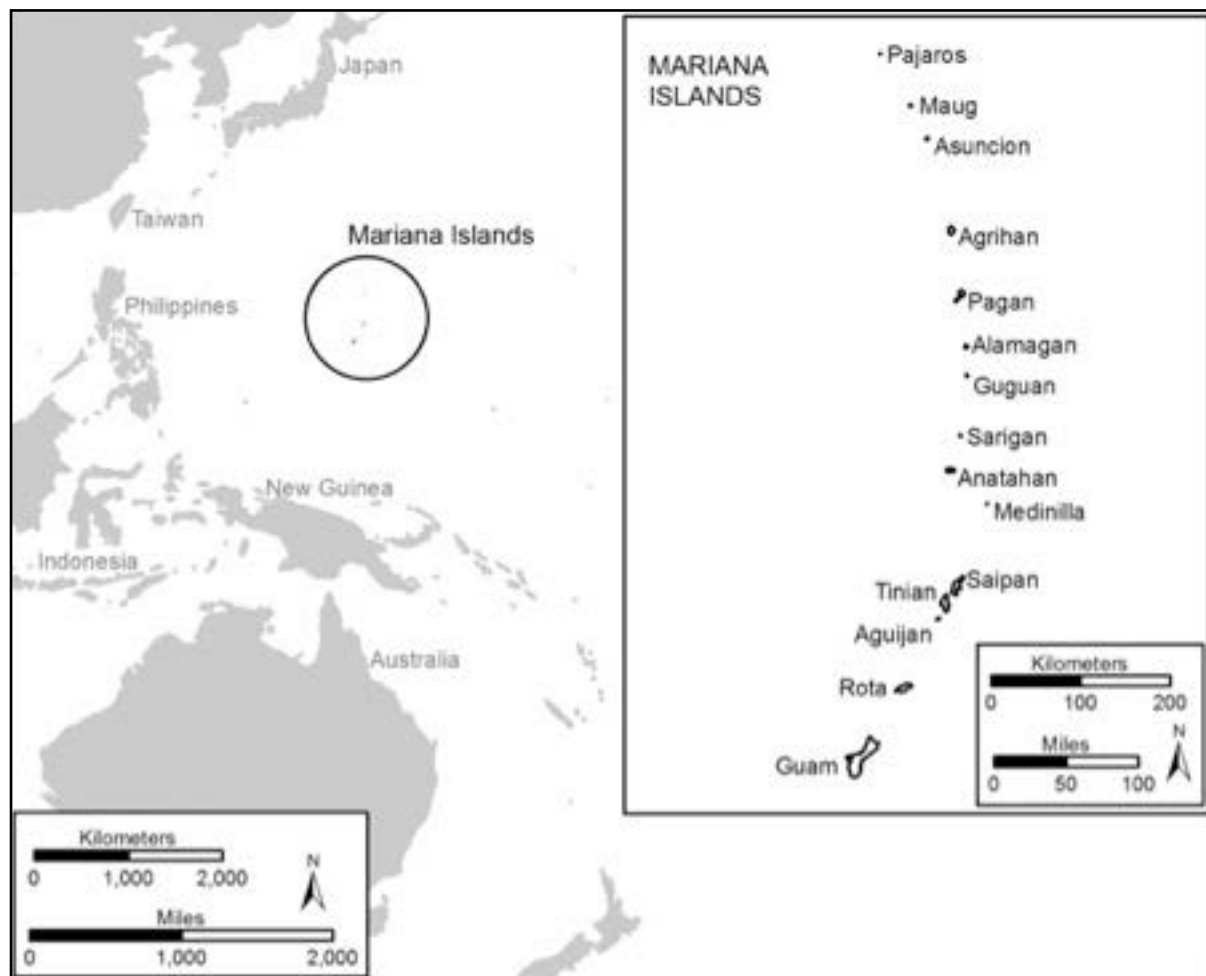 Japan
Taiwan
Mariana Islands
Philippines
New Guinea
Indonesia
Australia
Kilometers
0 1,000 2,000
N
Miles
0 1,000 2,000
MARIANA
ISLANDS
Pajaros
Maug
Asuncion
Agrihan
Pagan
Alamagan
Guguan
Sarigan
Anatahan
Medinilla
Saipan
Tinian
Aguijan
Rota
Guam
Kilometers
0 100 200
Miles
0 50 100
N